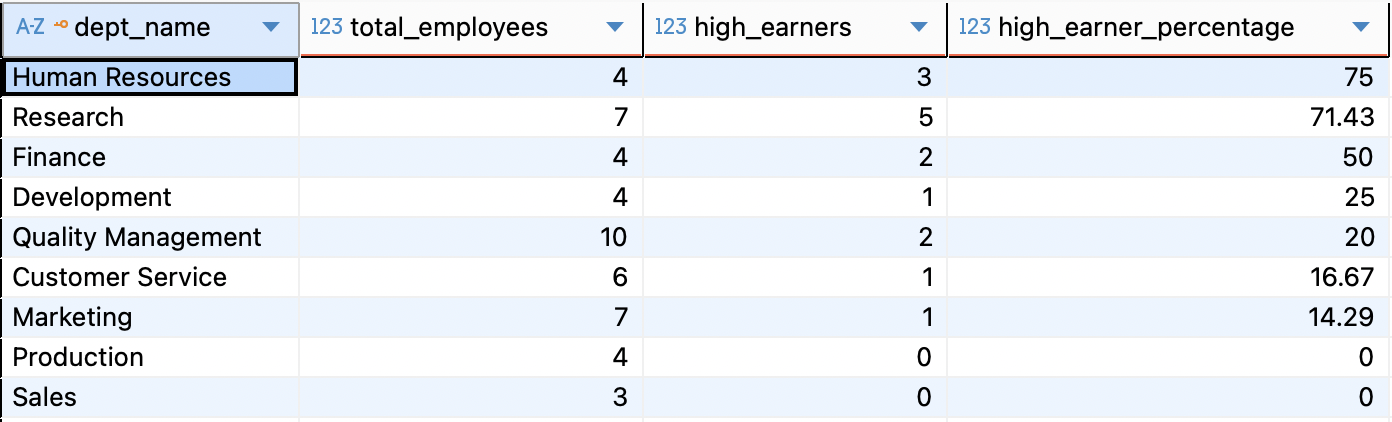 A-Z dept_name 123 total_employees 123 high_earners 123 high_earner_percentage
Human Resources 4 3 75
Research 7 5 71.43
Finance 4 2 50
Development 4 1 25
Quality Management 10 2 20
Customer Service 6 1 16.67
Marketing 7 1 14.29
Production 4 0 0
Sales 3 0 0